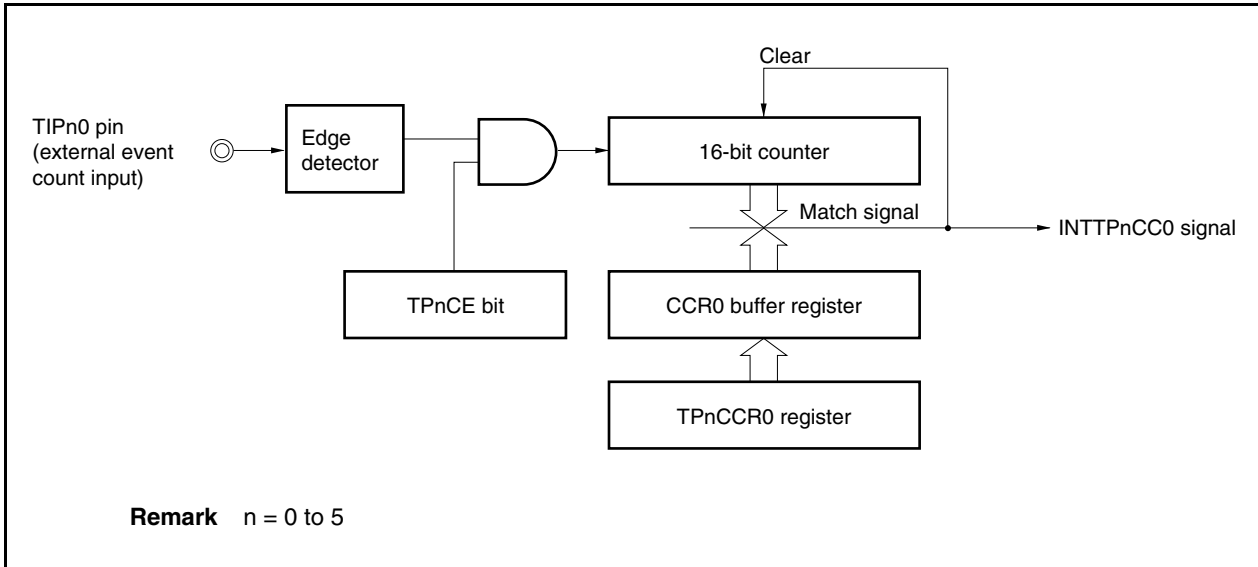 Clear
TIPn0 pin
(external event
count input)
Edge
detector
16-bit counter
Match signal
INTTPnCC0 signal
TPnCE bit
CCR0 buffer register
TPnCCR0 register
Remark n = 0 to 5